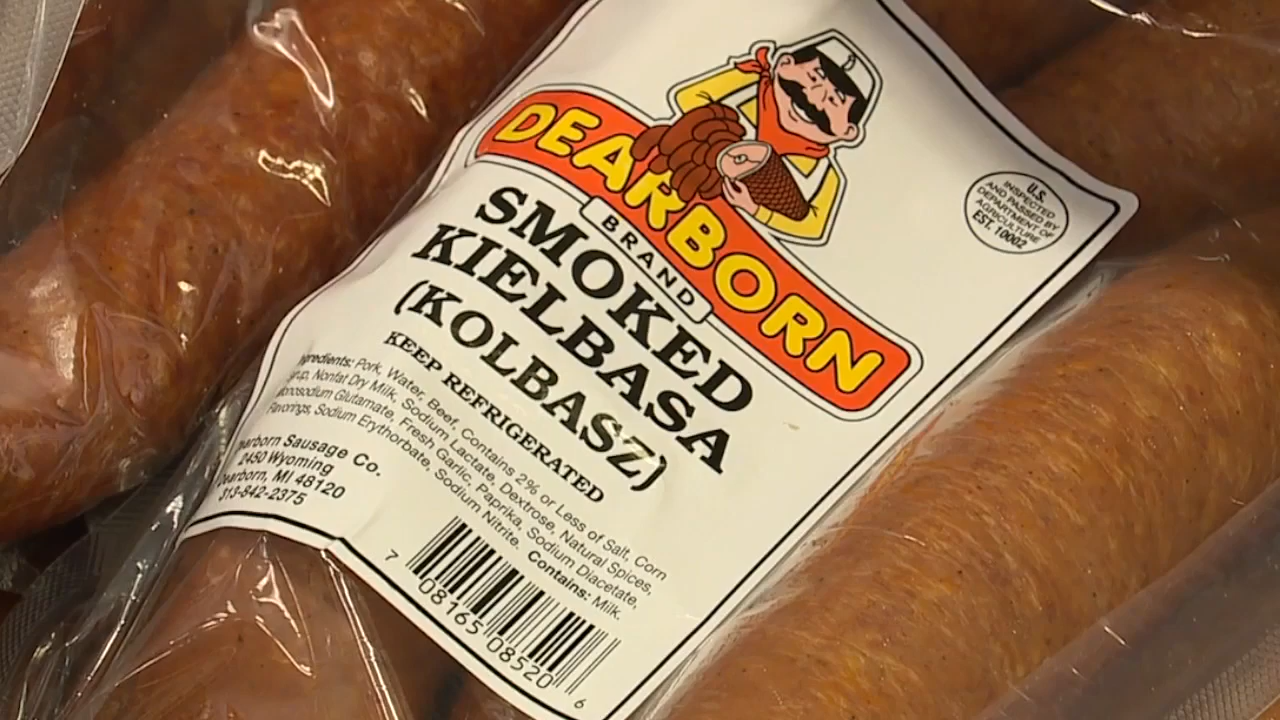 DEARBORN
BRAND
SMOKED
KIELBASA
(KOLBASZ)
KEEP REFRIGERATED
U.S.
INSPECTED
AND PASSED BY
DEPARTMENT OF
AGRICULTURE
EST. 10002
Ingredients: Pork, Water, Beef, Contains 2% or Less of Salt, Corn
Syrup, Nonfat Dry Milk, Sodium Lactate, Dextrose, Natural Spices,
Monosodium Glutamate, Fresh Garlic, Paprika, Sodium Diacetate,
Flavorings, Sodium Erythorbate, Sodium Nitrite. Contains: Milk.
Dearborn Sausage Co.
2450 Wyoming
Dearborn, MI 48120
313-842-2375
7 08165 08520 6